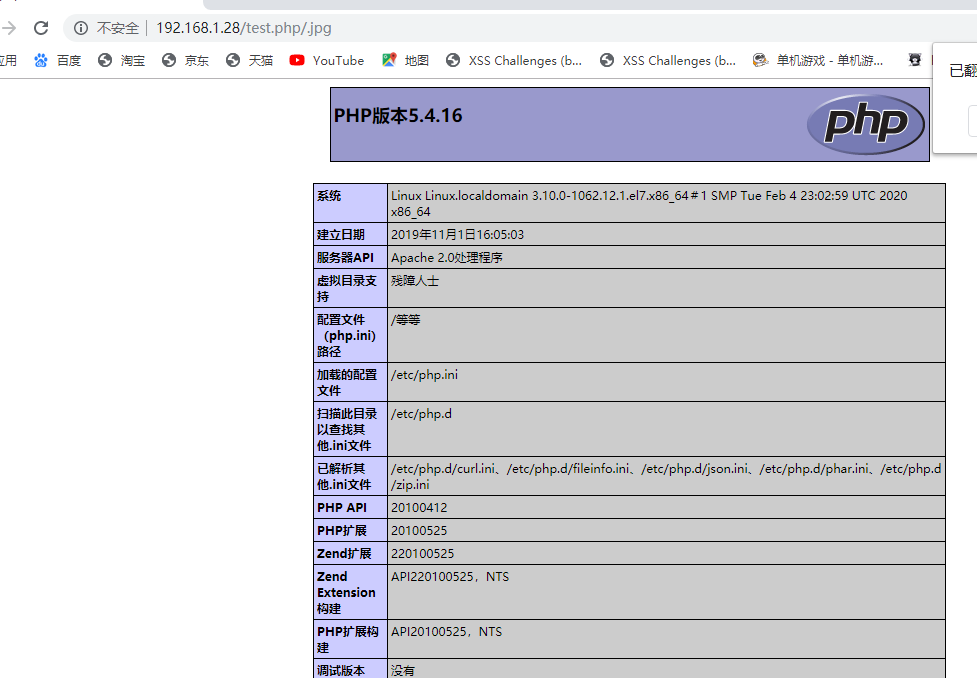 不安全 192.168.1.28/test.php/.jpg
应用 百度 淘宝 京东 天猫 YouTube 地图 XSS Challenges (b... XSS Challenges (b... 单机游戏 - 单机游...
已翻
PHP版本5.4.16
php
系统 Linux Linux.localdomain 3.10.0-1062.12.1.el7.x86_64＃1 SMP Tue Feb 4 23:02:59 UTC 2020
x86_64
建立日期 2019年11月1日16:05:03
服务器API Apache 2.0处理程序
虚拟目录支 残障人士
持
配置文件 /等等
（php.ini）
路径
加载的配置 /etc/php.ini
文件
扫描此目录 /etc/php.d
以查找其
他.ini文件
已解析其 /etc/php.d/curl.ini、/etc/php.d/fileinfo.ini、/etc/php.d/json.ini、/etc/php.d/phar.ini、/etc/php.d
他.ini文件 /zip.ini
PHP API 20100412
PHP扩展 20100525
Zend扩展 220100525
Zend API220100525，NTS
Extension
构建
PHP扩展构 API20100525，NTS
建
调试版本 没有